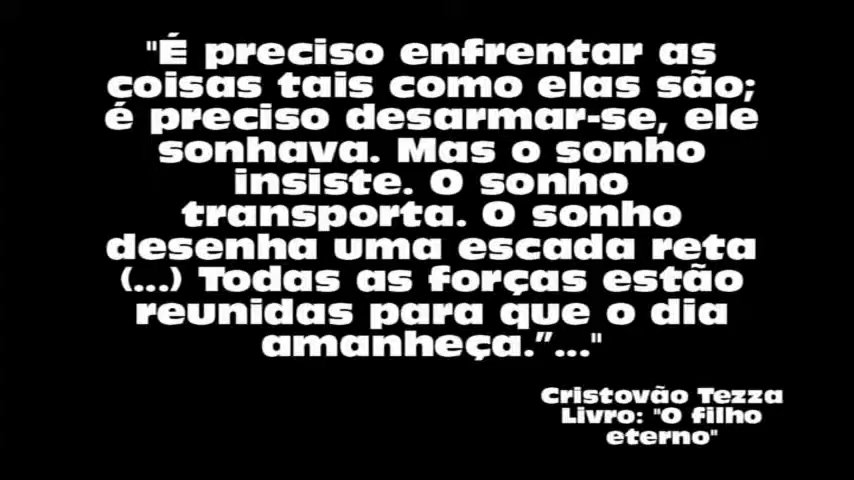 "É preciso enfrentar as
coisas tais como elas são;
é preciso desarmar-se, ele
sonhava. Mas o sonho
insiste. O sonho
transporta. O sonho
desenha uma escada reta
(...) Todas as forças estão
reunidas para que o dia
amanheça.”..."
Cristovão Tezza
Livro: "O filho
eterno"